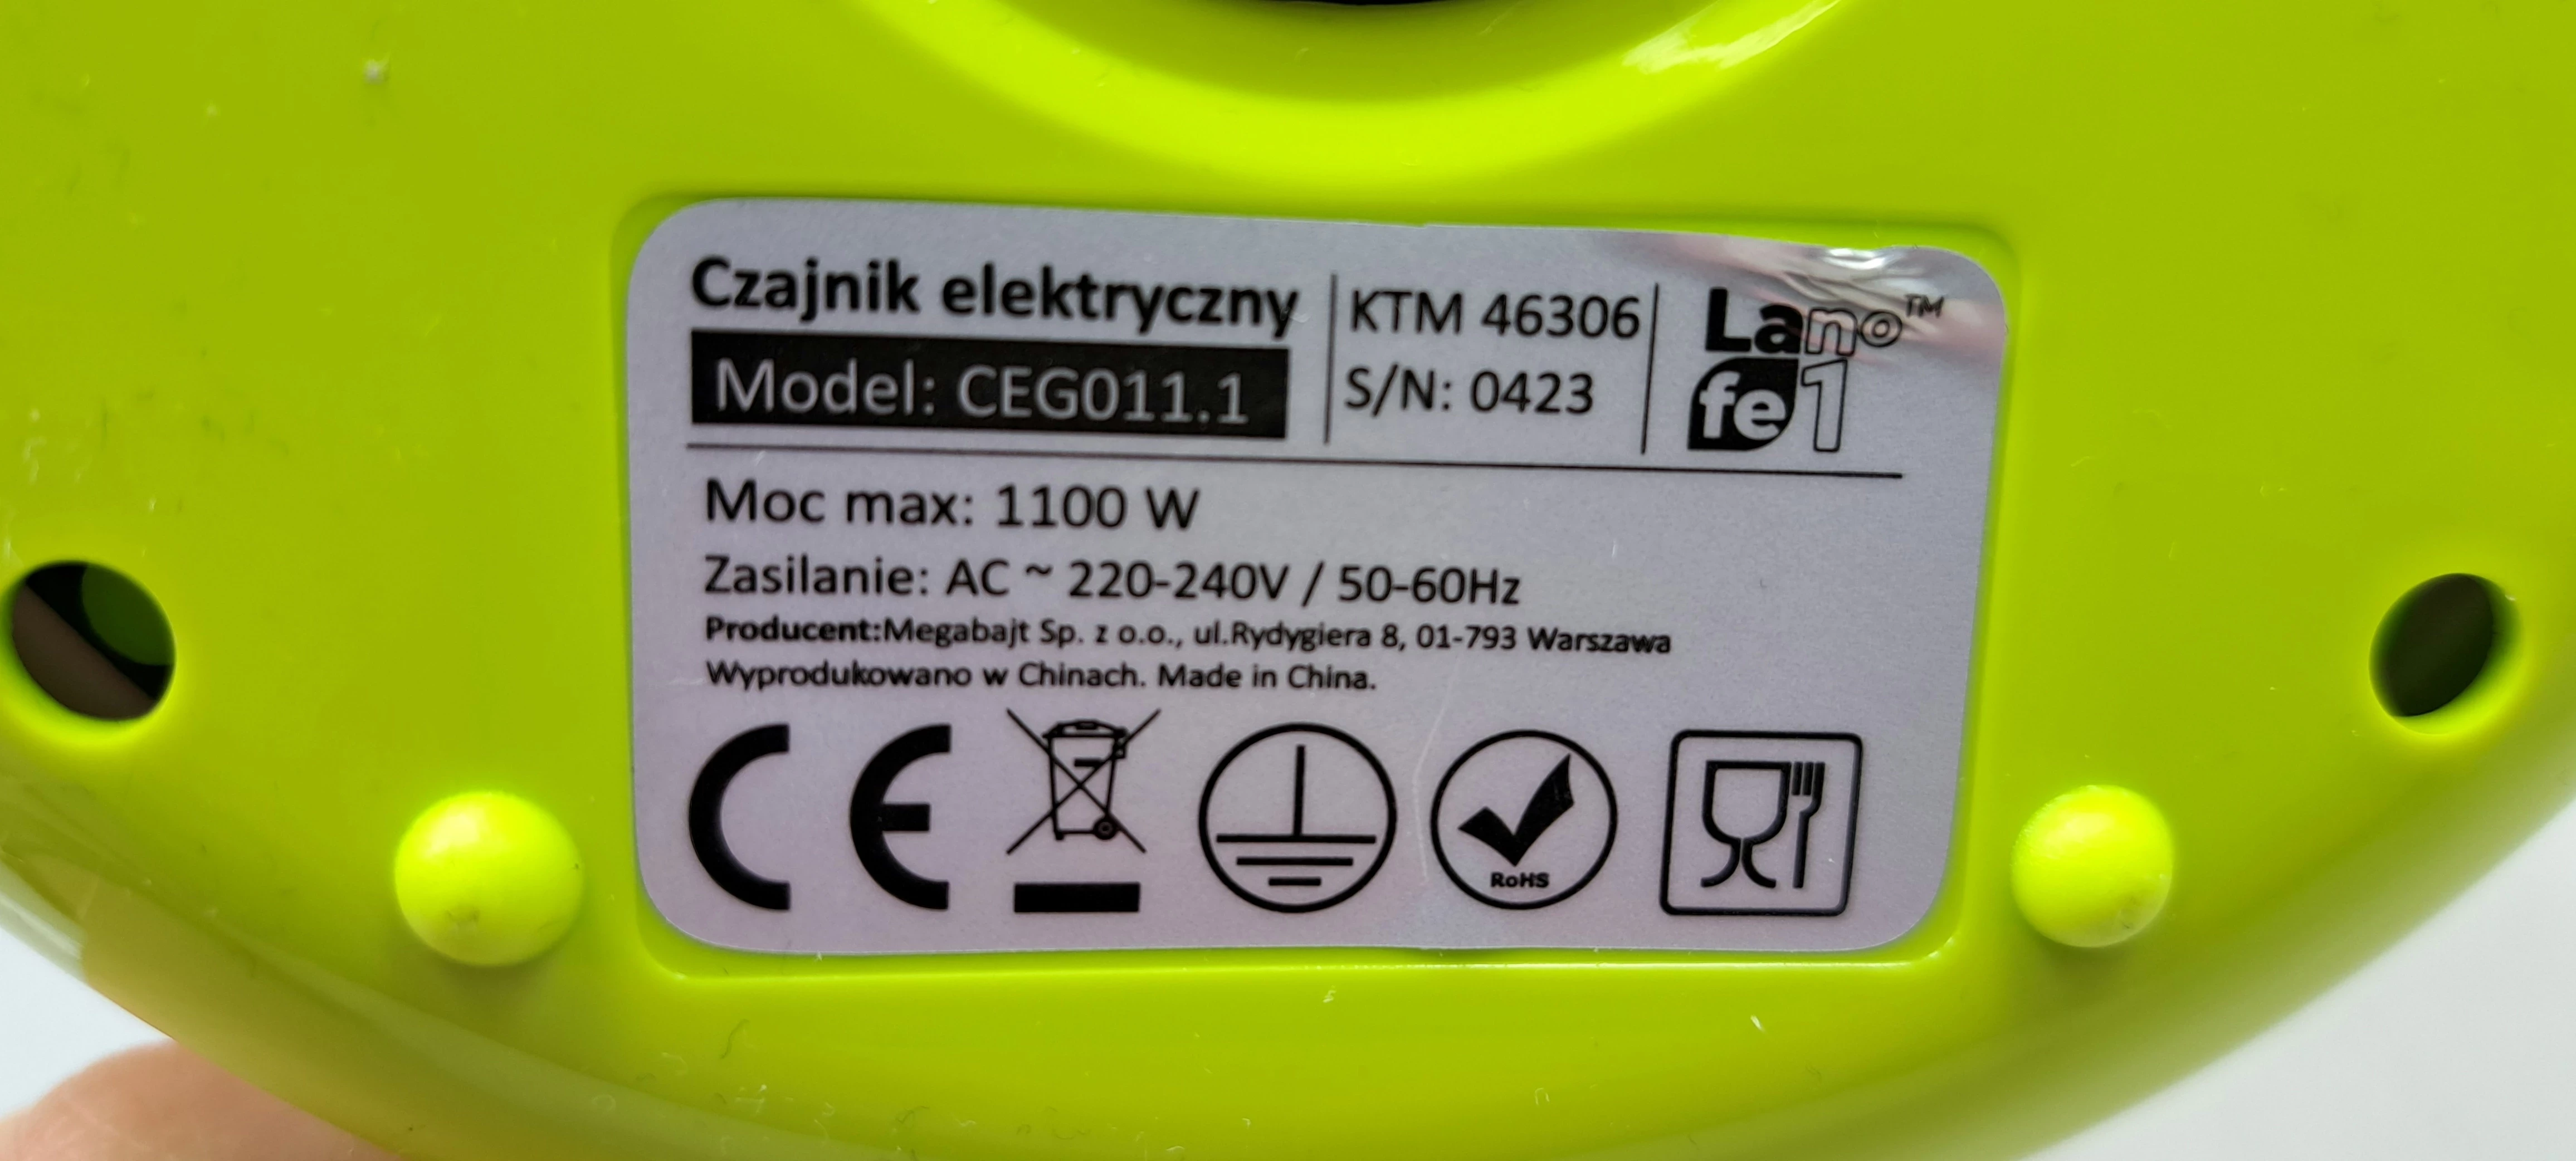 Czajnik elektryczny
Model: CEG011.1
KTM 46306
S/N: 0423
Lano™
fe1
Moc max: 1100 W
Zasilanie: AC ~ 220-240V / 50-60Hz
Producent:Megabajt Sp. z o.o., ul.Rydygiera 8, 01-793 Warszawa
Wyprodukowano w Chinach. Made in China.
CE
RoHS